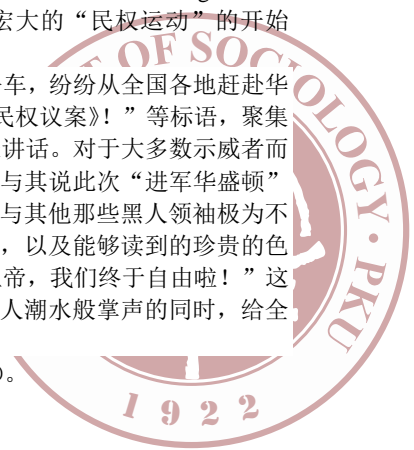 宏大的“民权运动”的开始
车，纷纷从全国各地赶赴华
民权议案》！”等标语，聚集
讲话。对于大多数示威者而
与其说此次“进军华盛顿”
与其他那些黑人领袖极为不
，以及能够读到的珍贵的色
帝，我们终于自由啦！”这
人潮水般掌声的同时，给全
。
OF SOCIOLOGY · PKU
1922